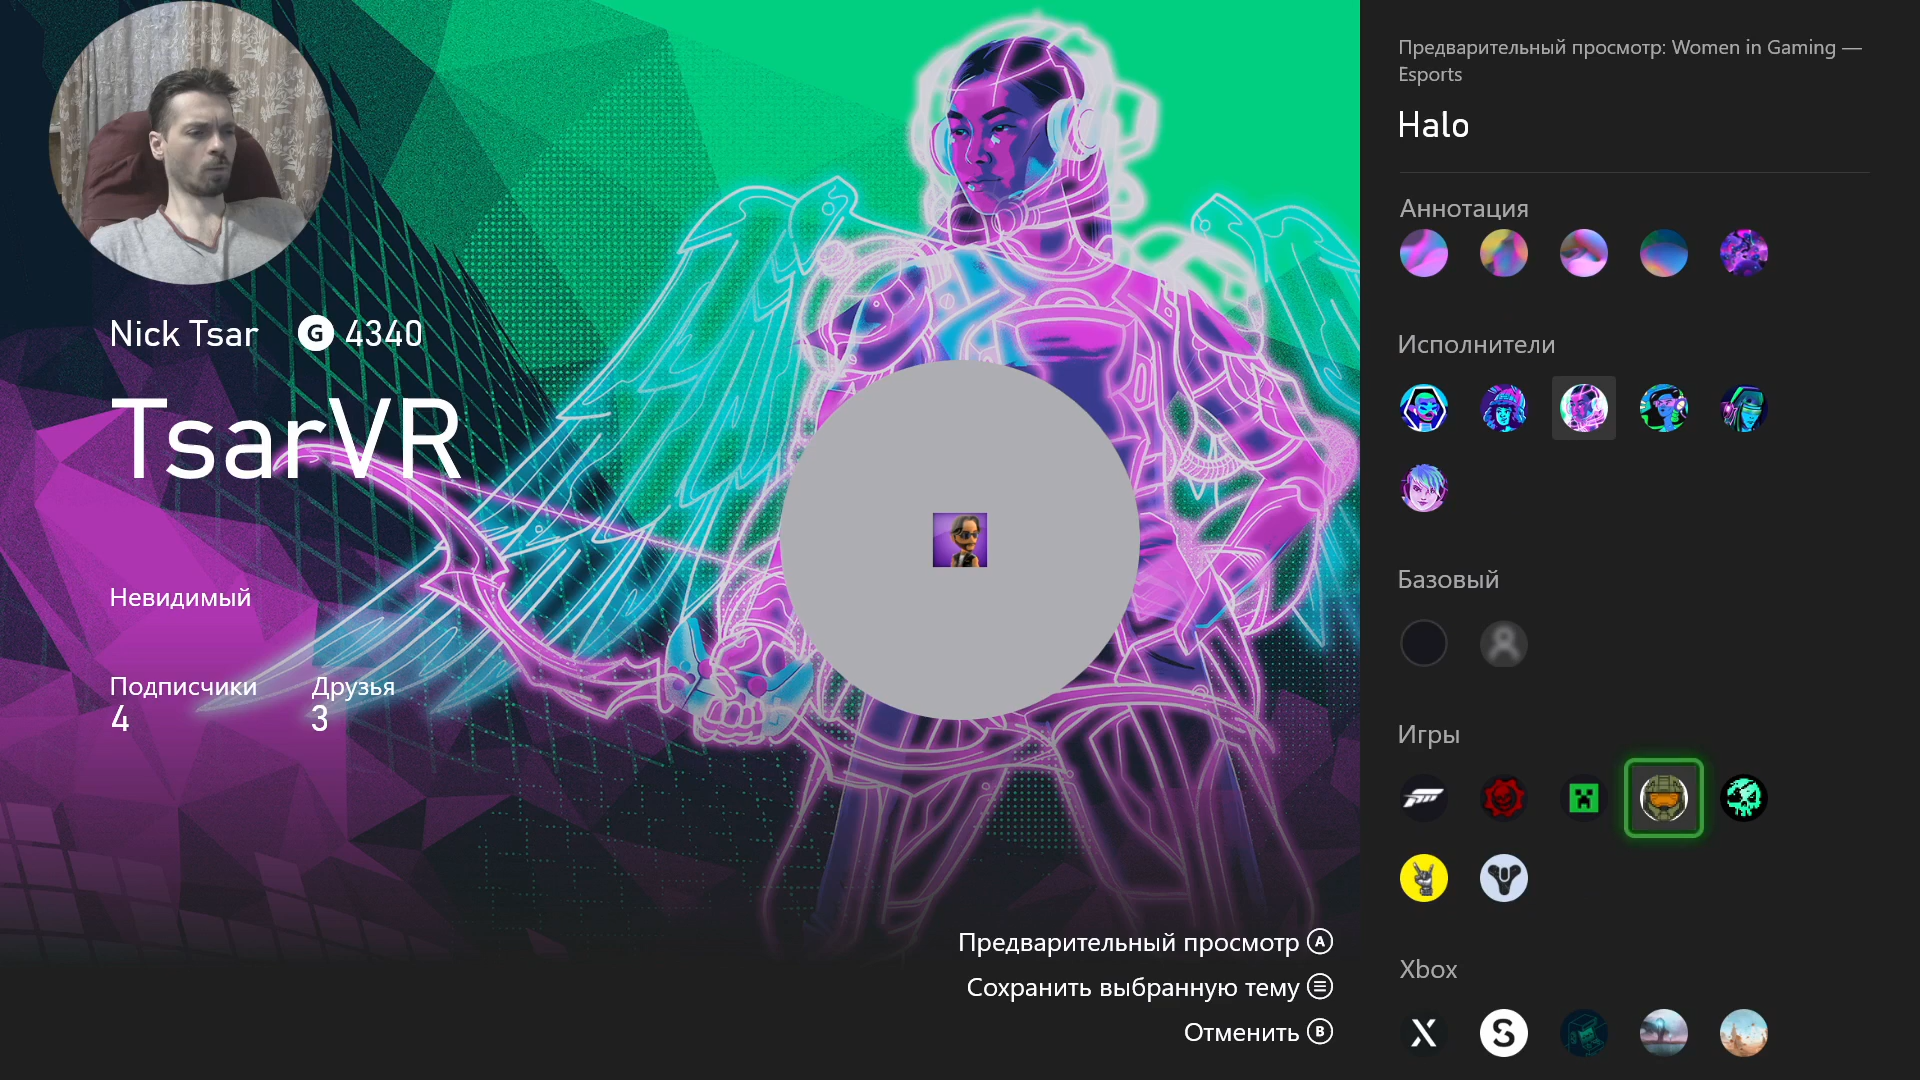 Nick Tsar
G 4340
TsarVR
Невидимый
Подписчики
4
Друзья
3
Предварительный просмотр A
Сохранить выбранную тему
Отменить B
Предварительный просмотр: Women in Gaming —
Esports
Halo
Аннотация
Исполнители
Базовый
Игры
Xbox
X
S